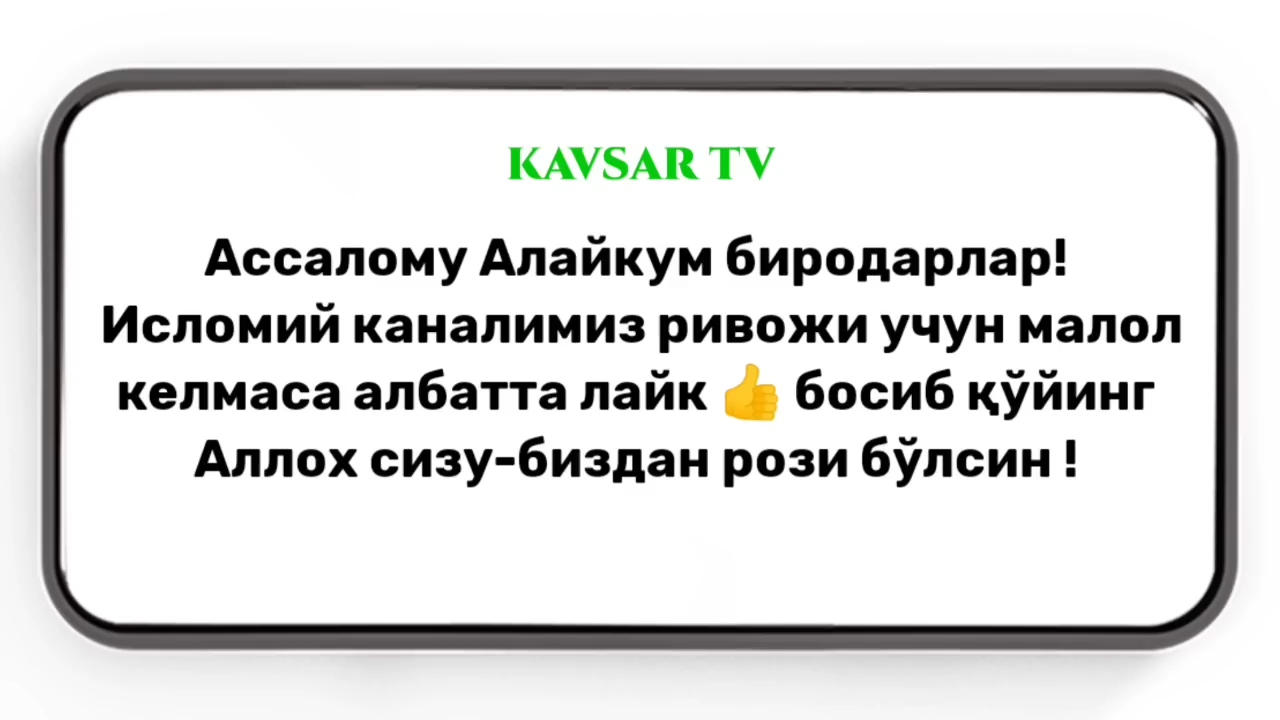 KAVSAR TV
Ассалому Алайкум биродарлар!
Исломий каналимиз ривожи учун малол
келмаса албатта лайк 👍 босиб қўйинг
Аллох сизу-биздан рози бўлсин !